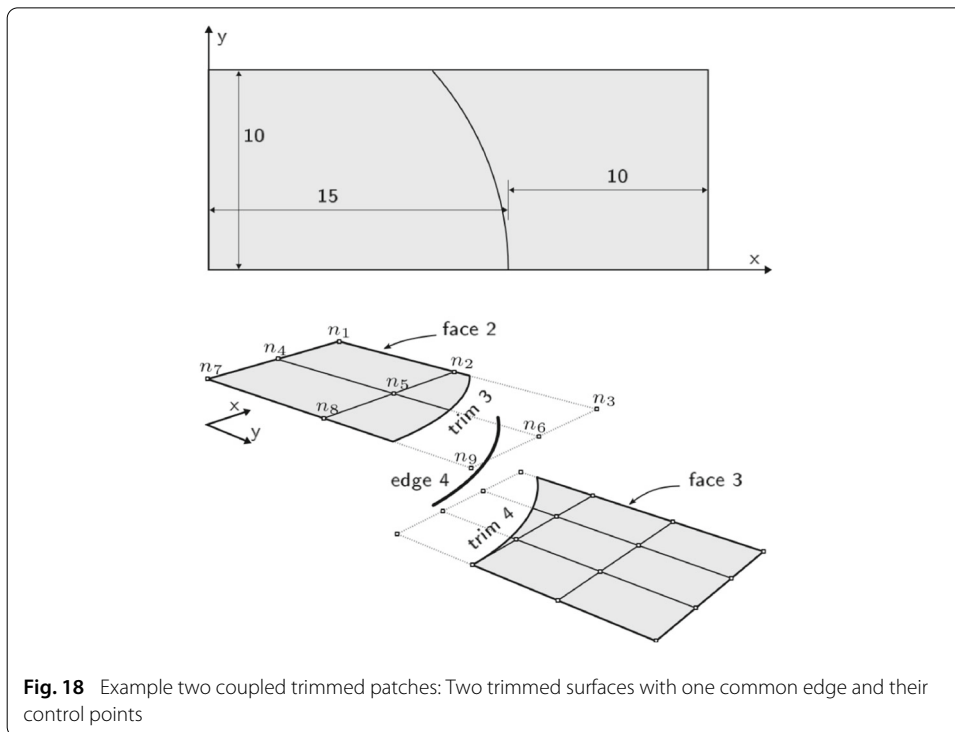 y
10
15
10
x
n1
face 2
n4
n2
n7
n5
n3
n8
x
trim 3
n6
y
n9
edge 4
face 3
trim 4
Fig. 18 Example two coupled trimmed patches: Two trimmed surfaces with one common edge and their
control points